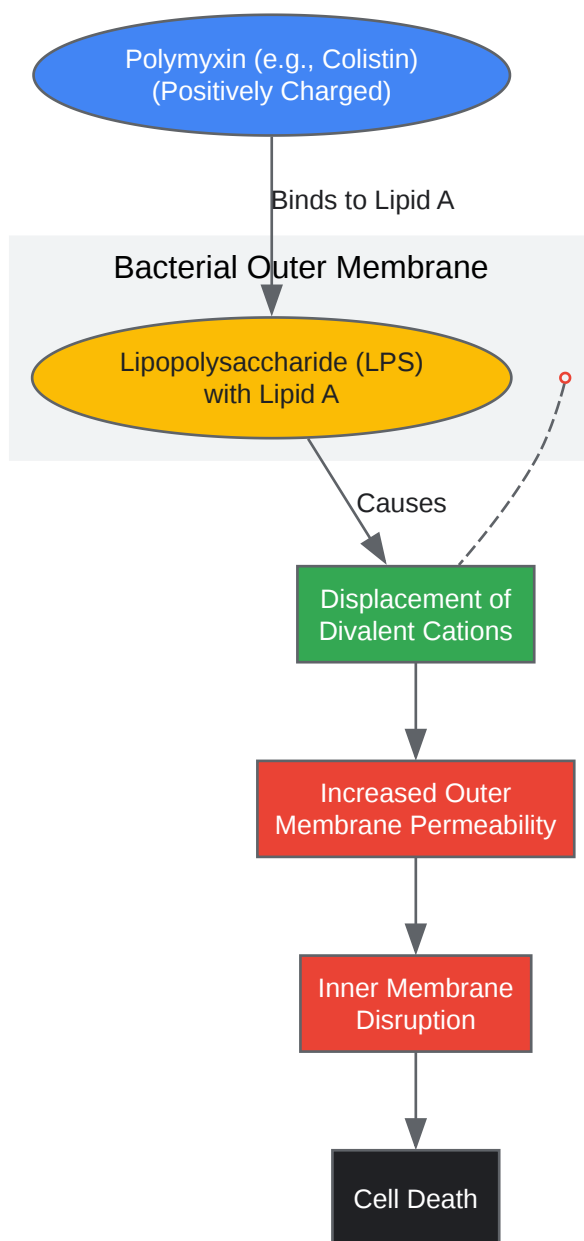 Polymyxin (e.g., Colistin)
(Positively Charged)
Binds to Lipid A
Bacterial Outer Membrane
Lipopolysaccharide (LPS)
with Lipid A
Causes
Displacement of
Divalent Cations
Increased Outer
Membrane Permeability
Inner Membrane
Disruption
Cell Death